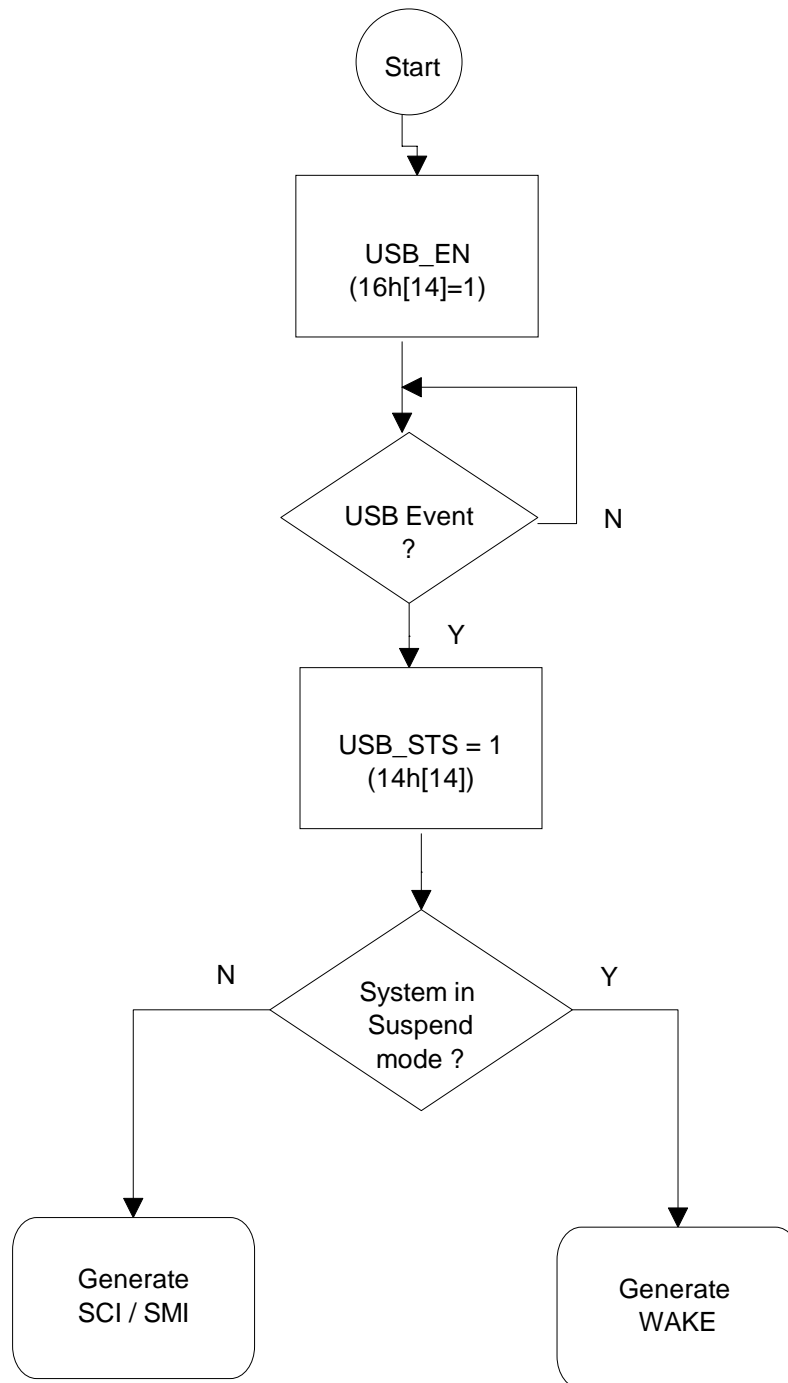 Start
USB_EN
(16h[14]=1)
USB Event
?
N
Y
USB_STS = 1
(14h[14])
N
Y
System in
Suspend
mode ?
Generate
SCI / SMI
Generate
WAKE